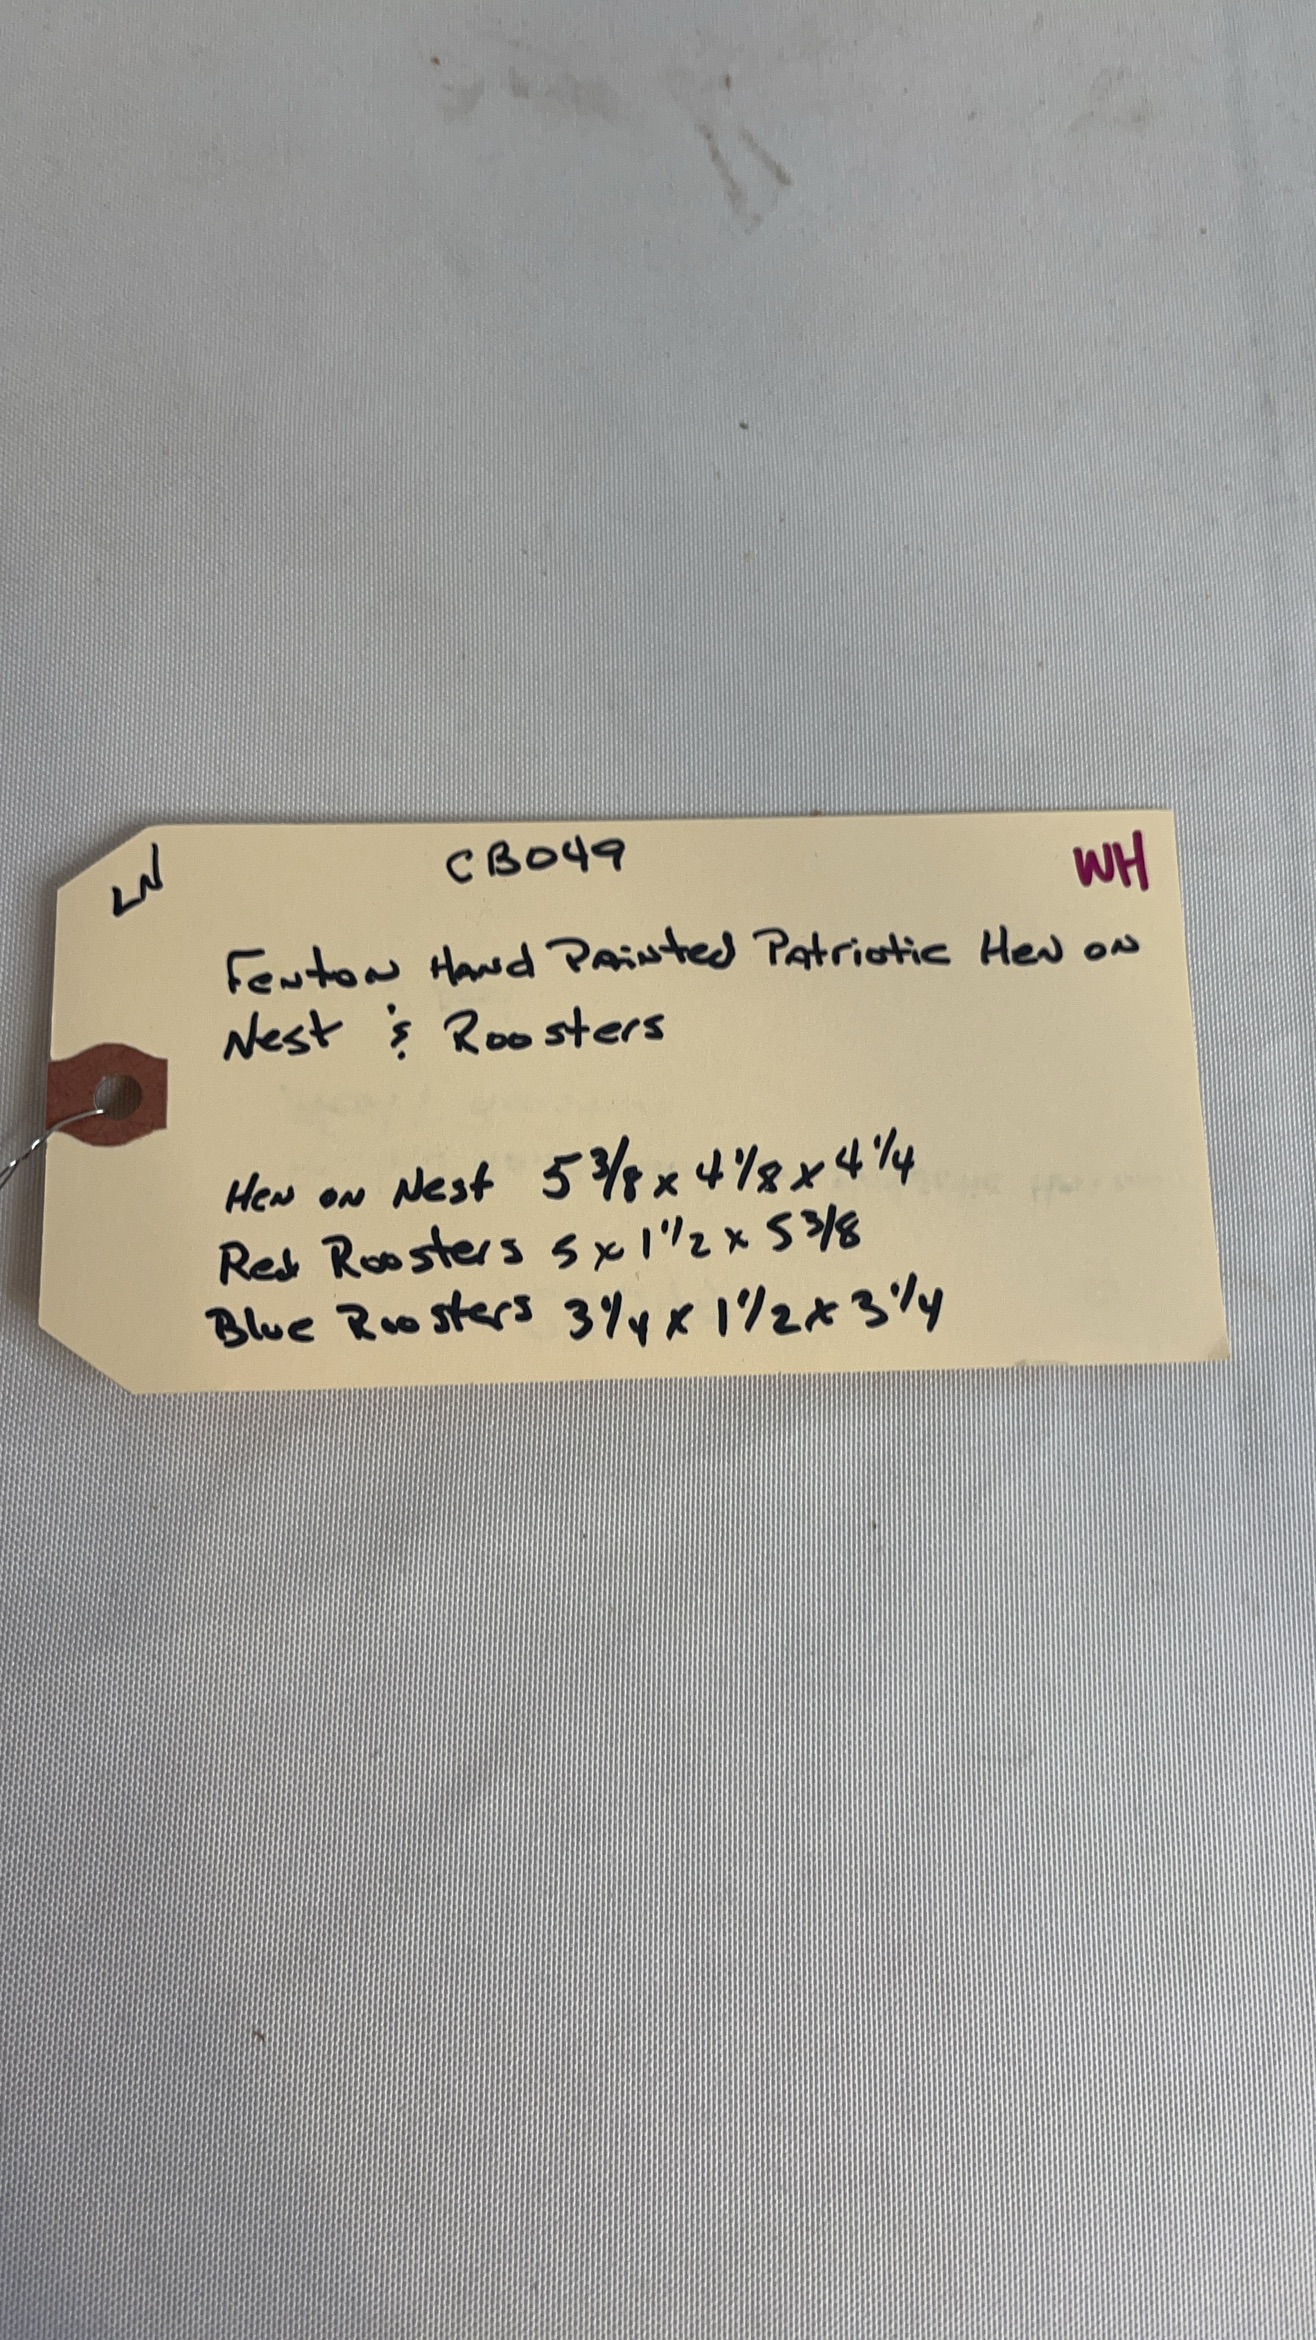 LN
CB049
WH
Fenton Hand Painted Patriotic Hen on
Nest & Roosters
Hen on Nest 5 3/8 x 4 1/8 x 4 1/4
Red Roosters 5 x 1 1/2 x 5 3/8
Blue Roosters 3 1/4 x 1 1/2 x 3 1/4